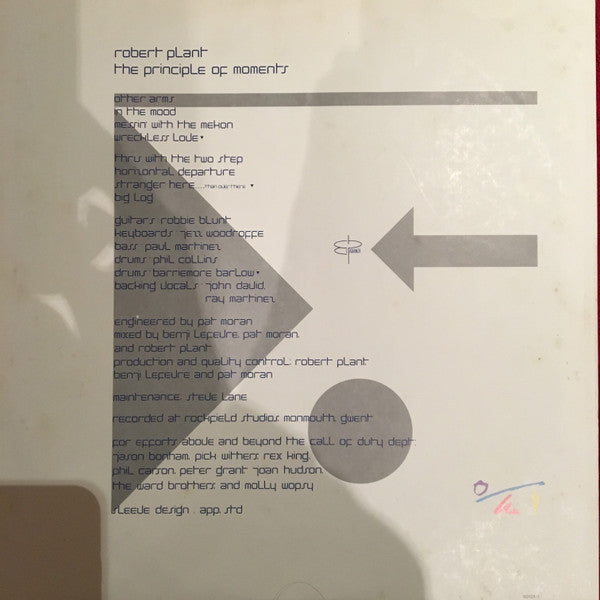 robert plant
the principle of moments
other arms
in the mood
messin' with the mekon
wreckless love ▾
thru' with the two step
horizontal departure
stranger here.....than over there ▾
big log
guitars: robbie blunt
keyboards: jezz woodroffe
bass: paul martinez
drums: phil collins
drums: barriemore barlow ▾
backing vocals: john david,
ray martinez
engineered by pat moran
mixed by benji lefevre, pat moran,
and robert plant
production and quality control: robert plant
benji lefevre and pat moran
maintenance: steve lane
recorded at rockfield studios monmouth, gwent
for efforts above and beyond the call of duty dept:
jason bonham, pick withers, rex king,
phil carson, peter grant, joan hudson,
the ward brothers, and molly wopsy
sleeve design : app. std